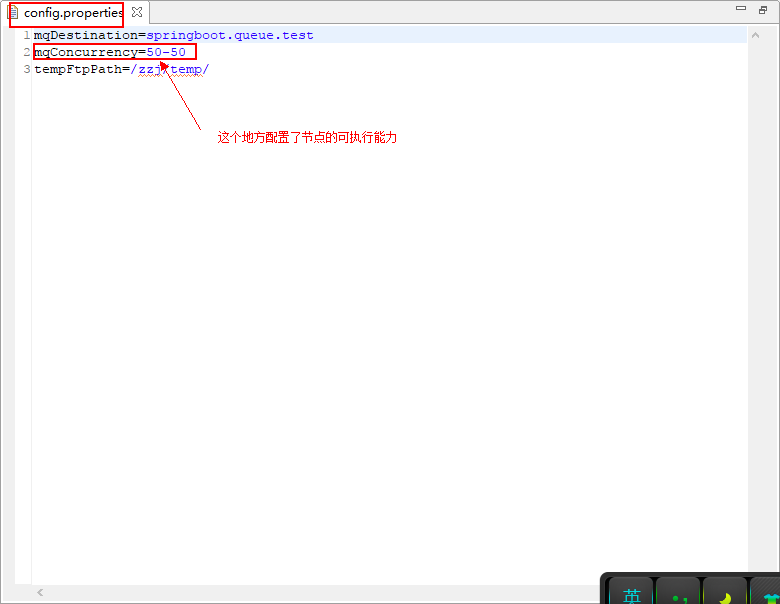 config.properties
1 mqDestination=springboot.queue.test
2 mqConcurrency=50-50
3 tempFtpPath=/zzj/temp/
这个地方配置了节点的可执行能力
英